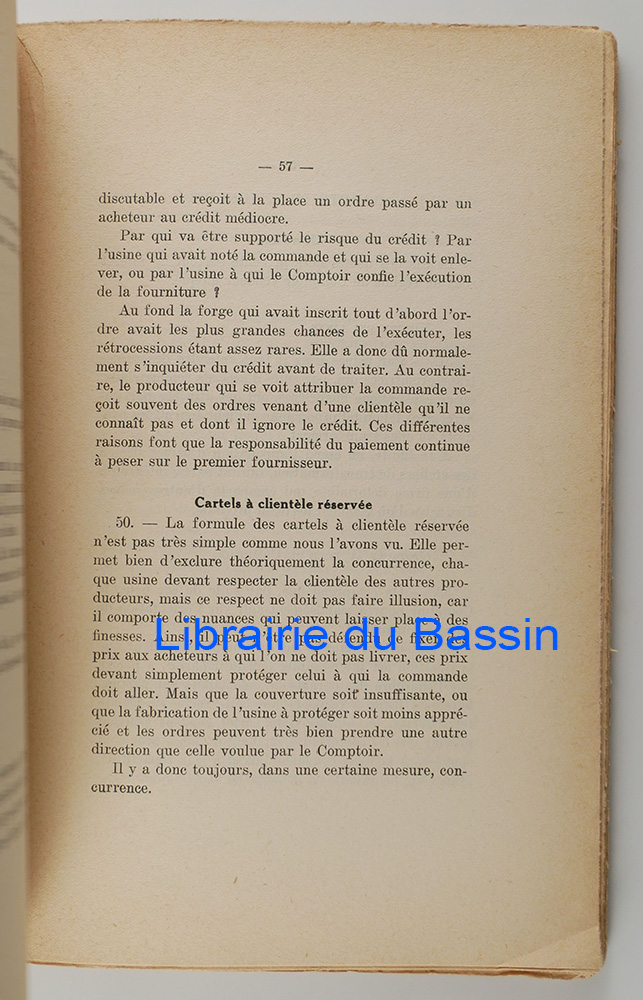 — 57 —
discutable et reçoit à la place un ordre passé par un
acheteur au crédit médiocre.
Par qui va être supporté le risque du crédit ? Par
l'usine qui avait noté la commande et qui se la voit enle-
ver, ou par l'usine à qui le Comptoir confie l'exécution
de la fourniture ?
Au fond la forge qui avait inscrit tout d'abord l'or-
dre avait les plus grandes chances de l'exécuter, les
rétrocessions étant assez rares. Elle a donc dû normale-
ment s'inquiéter du crédit avant de traiter. Au contrai-
re, le producteur qui se voit attribuer la commande re-
çoit souvent des ordres venant d'une clientèle qu'il ne
connaît pas et dont il ignore le crédit. Ces différentes
raisons font que la responsabilité du paiement continue
à peser sur le premier fournisseur.
Cartels à clientèle réservée
50. — La formule des cartels à clientèle réservée
n'est pas très simple comme nous l'avons vu. Elle per-
met bien d'exclure théoriquement la concurrence, cha-
que usine devant respecter la clientèle des autres pro-
ducteurs, mais ce respect ne doit pas faire illusion, car
il comporte des nuances qui peuvent laisser place à des
finesses. Ainsi, il peut n'être pas défendu de fixer des
Librairie du Bassin
prix aux acheteurs à qui l'on ne doit pas livrer, ces prix
devant simplement protéger celui à qui la commande
doit aller. Mais que la couverture soit insuffisante, ou
que la fabrication de l'usine à protéger soit moins appré-
cié et les ordres peuvent très bien prendre une autre
direction que celle voulue par le Comptoir.
Il y a donc toujours, dans une certaine mesure, con-
currence.